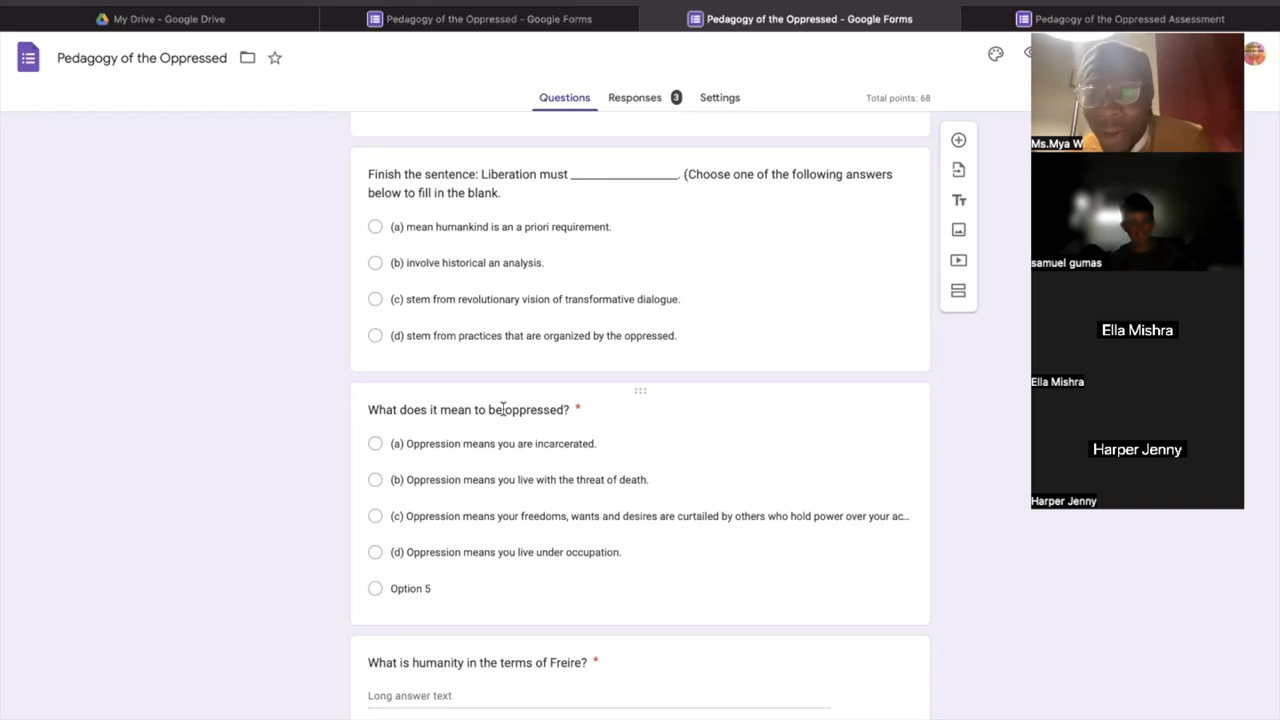 My Drive - Google Drive
Pedagogy of the Oppressed - Google Forms
Pedagogy of the Oppressed - Google Forms
Pedagogy of the Oppressed Assessment
Pedagogy of the Oppressed
Questions
Responses 3
Settings
Total points: 68
Finish the sentence: Liberation must _________________. (Choose one of the following answers
below to fill in the blank.
(a) mean humankind is an a priori requirement.
(b) involve historical an analysis.
(c) stem from revolutionary vision of transformative dialogue.
(d) stem from practices that are organized by the oppressed.
What does it mean to be oppressed? *
(a) Oppression means you are incarcerated.
(b) Oppression means you live with the threat of death.
(c) Oppression means your freedoms, wants and desires are curtailed by others who hold power over your ac...
(d) Oppression means you live under occupation.
Option 5
What is humanity in the terms of Freire? *
Long answer text
Tт
Ms.Mya W...
samuel gumas
Ella Mishra
Ella Mishra
Harper Jenny
Harper Jenny